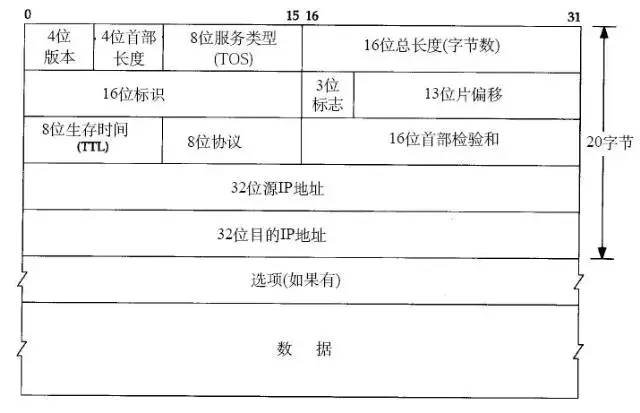 0 15 16 31
4位 4位首部 8位服务类型 16位总长度(字节数)
版本 长度 (TOS)
16位标识 3位 13位片偏移
标志
8位生存时间 8位协议 16位首部检验和 20字节
(TTL)
32位源IP地址
32位目的IP地址
选项(如果有)
数 据